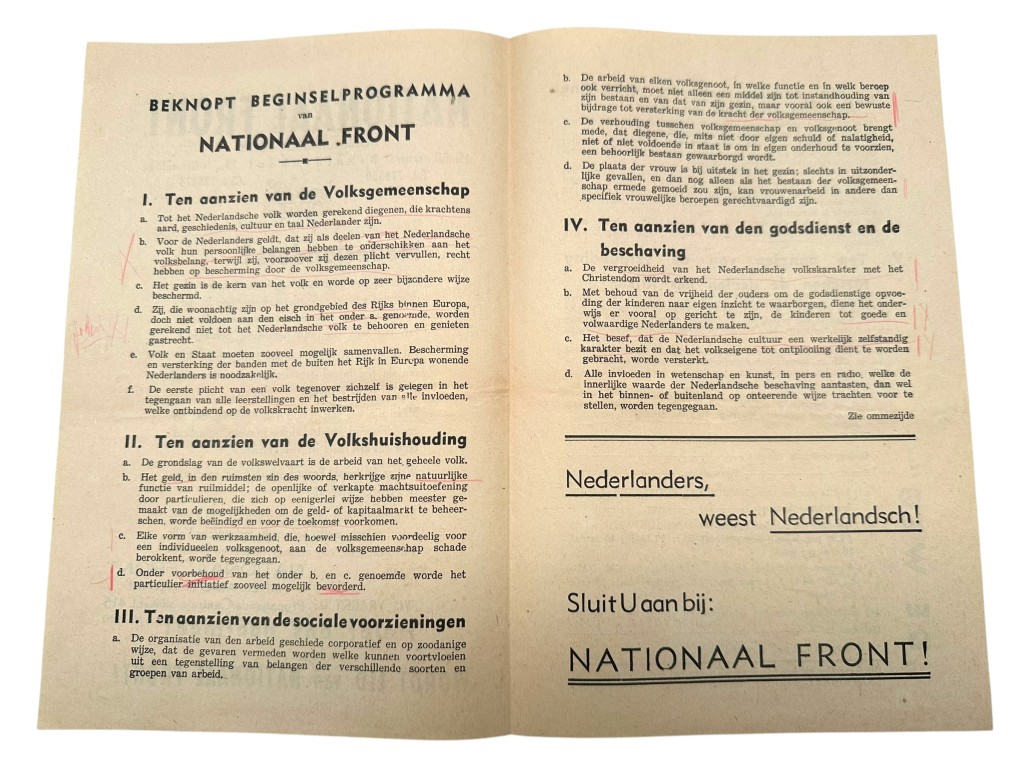 BEKNOPT BEGINSELPROGRAMMA
van
NATIONAAL FRONT
I. Ten aanzien van de Volksgemeenschap
a. Tot het Nederlandsche volk worden gerekend diegenen, die krachtens
aard, geschiedenis, cultuur en taal Nederlander zijn.
b. Voor de Nederlanders geldt, dat zij als deelen van het Nederlandsche
volk hun persoonlijke belangen hebben te onderschikken aan het
volksbelang, terwijl zij, voorzoover zij dezen plicht vervullen, recht
hebben op bescherming door de volksgemeenschap.
c. Het gezin is de kern van het volk en worde op zeer bijzondere wijze
beschermd.
d. Zij, die woonachtig zijn op het grondgebied des Rijks binnen Europa,
doch niet voldoen aan den eisch in het onder a. genoemde, worden
gerekend niet tot het Nederlandsche volk te behooren en genieten
gastrecht.
e. Volk en Staat moeten zooveel mogelijk samenvallen. Bescherming
en versterking der banden met de buiten het Rijk in Europa wonende
Nederlanders is noodzakelijk.
f. De eerste plicht van een volk tegenover zichzelf is gelegen in het
tegengaan van alle leerstellingen en het bestrijden van alle invloeden,
welke ontbindend op de volkskracht inwerken.
II. Ten aanzien van de Volkshuishouding
a. De grondslag van de volkswelvaart is de arbeid van het geheele volk.
b. Het geld, in den ruimsten zin des woords, herkrijge zijne natuurlijke
functie van ruilmiddel; de openlijke of verkapte machtsuitoefening
door particulieren, die zich op eenigerlei wijze hebben meester ge-
maakt van de mogelijkheden om de geld- of kapitaalmarkt te beheer-
schen, worde beëindigd en voor de toekomst voorkomen.
c. Elke vorm van werkzaamheid, die, hoewel misschien voordeelig voor
een individueelen volksgenoot, aan de volksgemeenschap schade
berokkent, worde tegengegaan.
d. Onder voorbehoud van het onder b. en c. genoemde worde het
particulier initiatief zooveel mogelijk bevorderd.
III. Ten aanzien van de sociale voorzieningen
a. De organisatie van den arbeid geschiede corporatief en op zoodanige
wijze, dat de gevaren vermeden worden welke kunnen voortvloeien
uit een tegenstelling van belangen der verschillende soorten en
groepen van arbeid.
b. De arbeid van elken volksgenoot, in welke functie en in welk beroep
ook verricht, moet niet alleen een middel zijn tot instandhouding van
zijn bestaan en van dat van zijn gezin, maar vooral ook een bewuste
bijdrage tot versterking van de kracht der volksgemeenschap.
c. De verhouding tusschen volksgemeenschap en volksgenoot brengt
mede, dat diegene, die, mits niet door eigen schuld of nalatigheid,
niet of niet voldoende in staat is om in eigen onderhoud te voorzien,
een behoorlijk bestaan gewaarborgd wordt.
d. De plaats der vrouw is bij uitstek in het gezin; slechts in uitzonder-
lijke gevallen, en dan nog alleen als het bestaan der volksgemeen-
schap ermede gemoeid zou zijn, kan vrouwenarbeid in andere dan
specifiek vrouwelijke beroepen gerechtvaardigd zijn.
IV. Ten aanzien van den godsdienst en de
beschaving
a. De vergroeidheid van het Nederlandsche volkskarakter met het
Christendom wordt erkend.
b. Met behoud van de vrijheid der ouders om de godsdienstige opvoe-
ding der kinderen naar eigen inzicht te waarborgen, diene het onder-
wijs er vooral op gericht te zijn, de kinderen tot goede en
volwaardige Nederlanders te maken.
c. Het besef, dat de Nederlandsche cultuur een werkelijk zelfstandig
karakter bezit en dat het volkseigene tot ontplooiing dient te worden
gebracht, worde versterkt.
d. Alle invloeden in wetenschap en kunst, in pers en radio, welke de
innerlijke waarde der Nederlandsche beschaving aantasten, dan wel
in het binnen- of buitenland op onteerende wijze trachten voor te
stellen, worden tegengegaan.
Zie ommezijde
Nederlanders,
weest Nederlandsch!
Sluit U aan bij:
NATIONAAL FRONT!